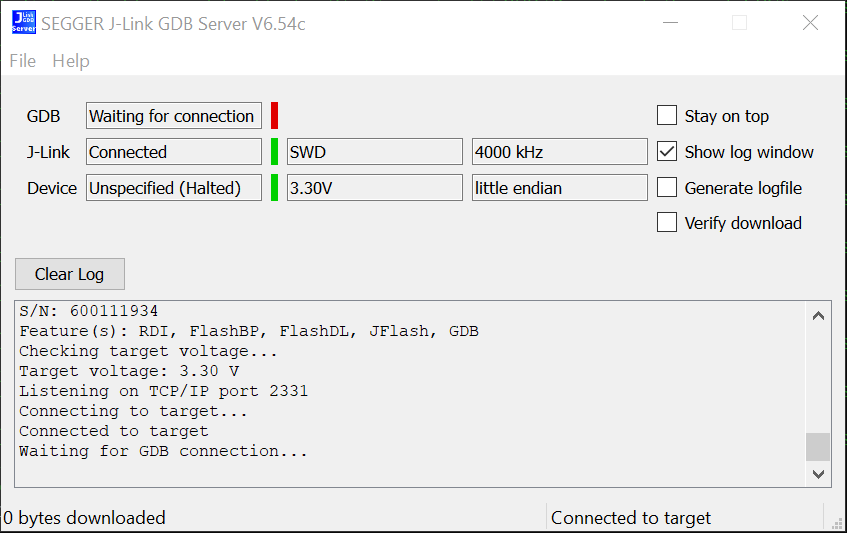 J-Link GDB Server SEGGER J-Link GDB Server V6.54c
File Help
GDB Waiting for connection Stay on top
J-Link Connected SWD 4000 kHz Show log window
Device Unspecified (Halted) 3.30V little endian Generate logfile
Verify download
Clear Log
S/N: 600111934
Feature(s): RDI, FlashBP, FlashDL, JFlash, GDB
Checking target voltage...
Target voltage: 3.30 V
Listening on TCP/IP port 2331
Connecting to target...
Connected to target
Waiting for GDB connection...
0 bytes downloaded Connected to target